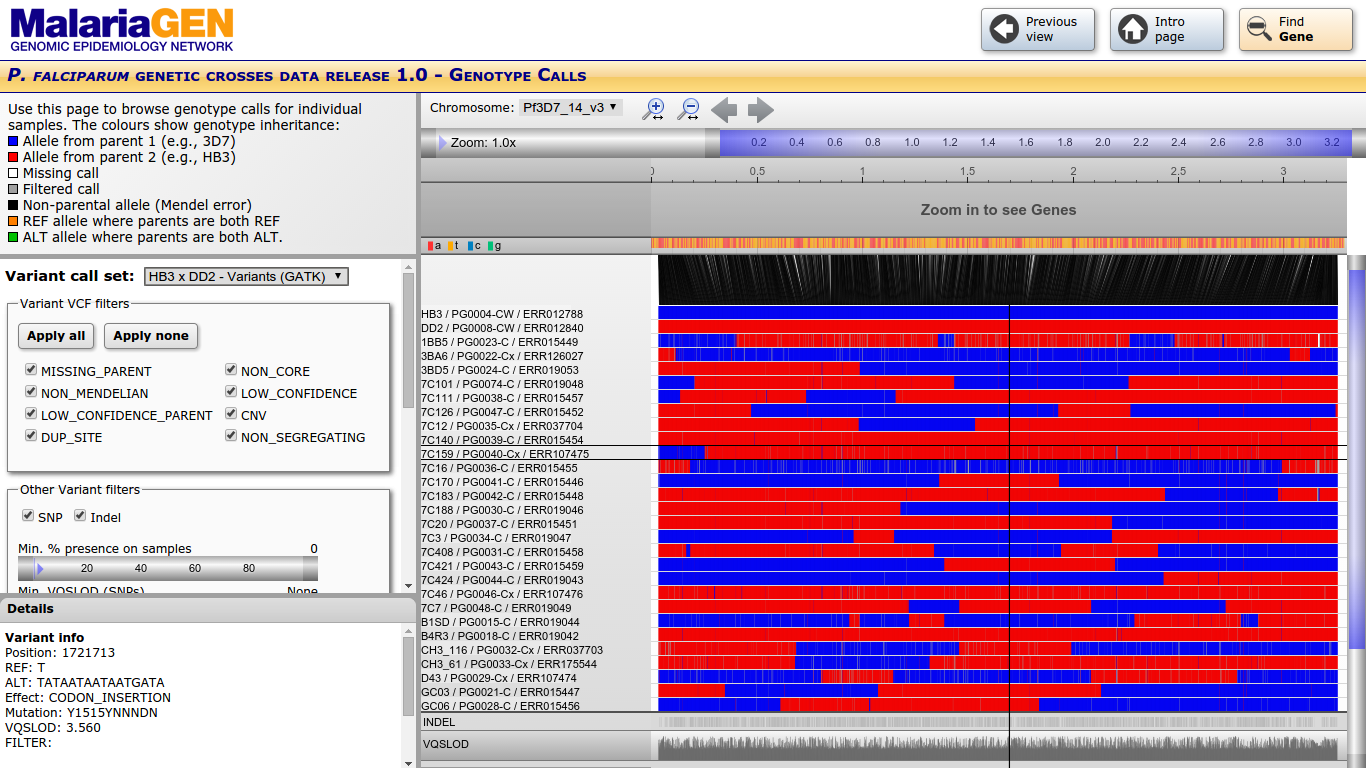 MalariaGEN
GENOMIC EPIDEMIOLOGY NETWORK
Previous view
Intro page
Find Gene
P. FALCIPARUM GENETIC CROSSES DATA RELEASE 1.0 - GENOTYPE CALLS
Use this page to browse genotype calls for individual
samples. The colours show genotype inheritance:
Allele from parent 1 (e.g., 3D7)
Allele from parent 2 (e.g., HB3)
Missing call
Filtered call
Non-parental allele (Mendel error)
REF allele where parents are both REF
ALT allele where parents are both ALT.
Variant call set: HB3 x DD2 - Variants (GATK)
Variant VCF filters
Apply all Apply none
MISSING_PARENT NON_CORE
NON_MENDELIAN LOW_CONFIDENCE
LOW_CONFIDENCE_PARENT CNV
DUP_SITE NON_SEGREGATING
Other Variant filters
SNP Indel
Min. % presence on samples 0
20 40 60 80
Min. VQSLOD (SNPs) None
Details
Variant info
Position: 1721713
REF: T
ALT: TATAATAATAATGATA
Effect: CODON_INSERTION
Mutation: Y1515YNNNDN
VQSLOD: 3.560
FILTER:
Chromosome: Pf3D7_14_v3
Zoom: 1.0x 0.2 0.4 0.6 0.8 1.0 1.2 1.4 1.6 1.8 2.0 2.2 2.4 2.6 2.8 3.0 3.2
0 0.5 1 1.5 2 2.5 3
Zoom in to see Genes
a t c g
HB3 / PG0004-CW / ERR012788
DD2 / PG0008-CW / ERR012840
1BB5 / PG0023-C / ERR015449
3BA6 / PG0022-Cx / ERR126027
3BD5 / PG0024-C / ERR019053
7C101 / PG0074-C / ERR019048
7C111 / PG0038-C / ERR015457
7C126 / PG0047-C / ERR015452
7C12 / PG0035-Cx / ERR037704
7C140 / PG0039-C / ERR015454
7C159 / PG0040-Cx / ERR107475
7C16 / PG0036-C / ERR015455
7C170 / PG0041-C / ERR015446
7C183 / PG0042-C / ERR015448
7C188 / PG0030-C / ERR019046
7C20 / PG0037-C / ERR015451
7C3 / PG0034-C / ERR019047
7C408 / PG0031-C / ERR015458
7C421 / PG0043-C / ERR015459
7C424 / PG0044-C / ERR019043
7C46 / PG0046-Cx / ERR107476
7C7 / PG0048-C / ERR019049
B1SD / PG0015-C / ERR019044
B4R3 / PG0018-C / ERR019042
CH3_116 / PG0032-Cx / ERR037703
CH3_61 / PG0033-Cx / ERR175544
D43 / PG0029-Cx / ERR107474
GC03 / PG0021-C / ERR015447
GC06 / PG0028-C / ERR015456
INDEL
VQSLOD